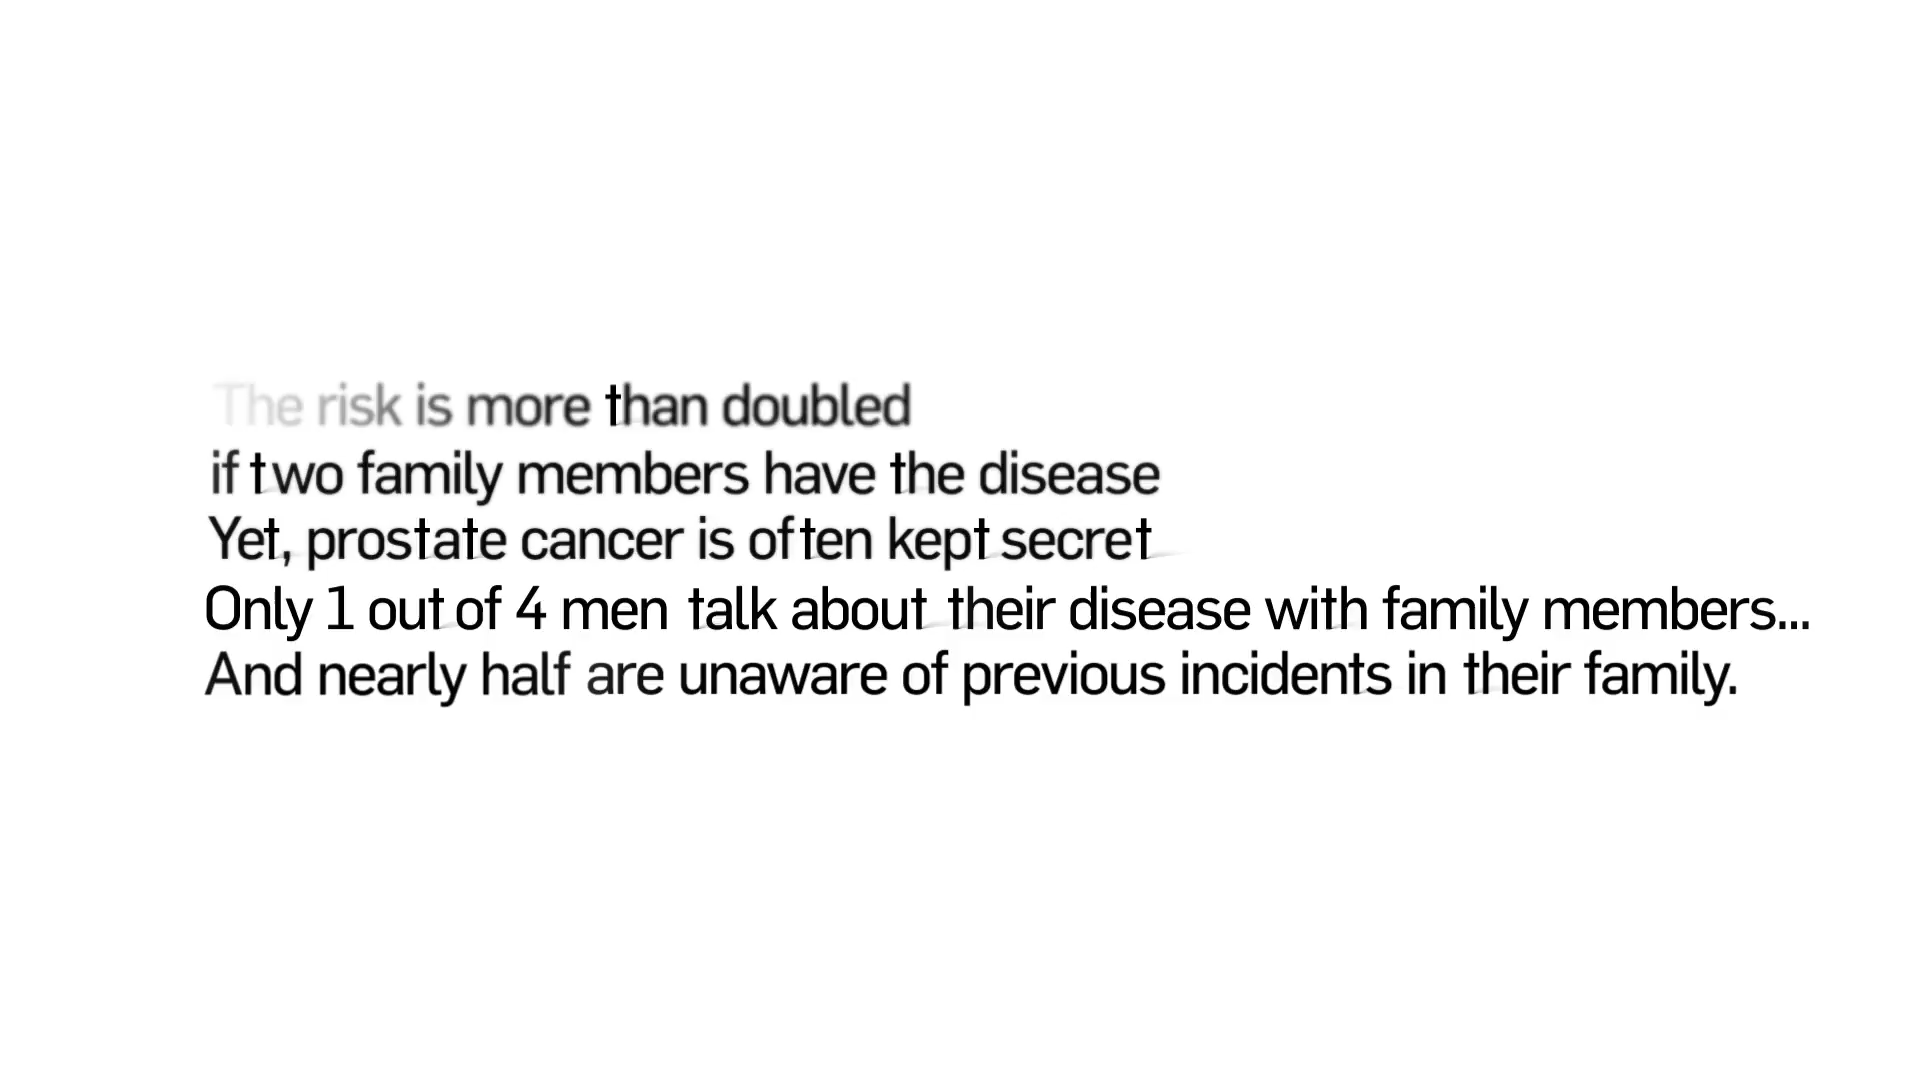 The risk is more than doubled
if two family members have the disease
Yet, prostate cancer is often kept secret
Only 1 out of 4 men talk about their disease with family members...
And nearly half are unaware of previous incidents in their family.